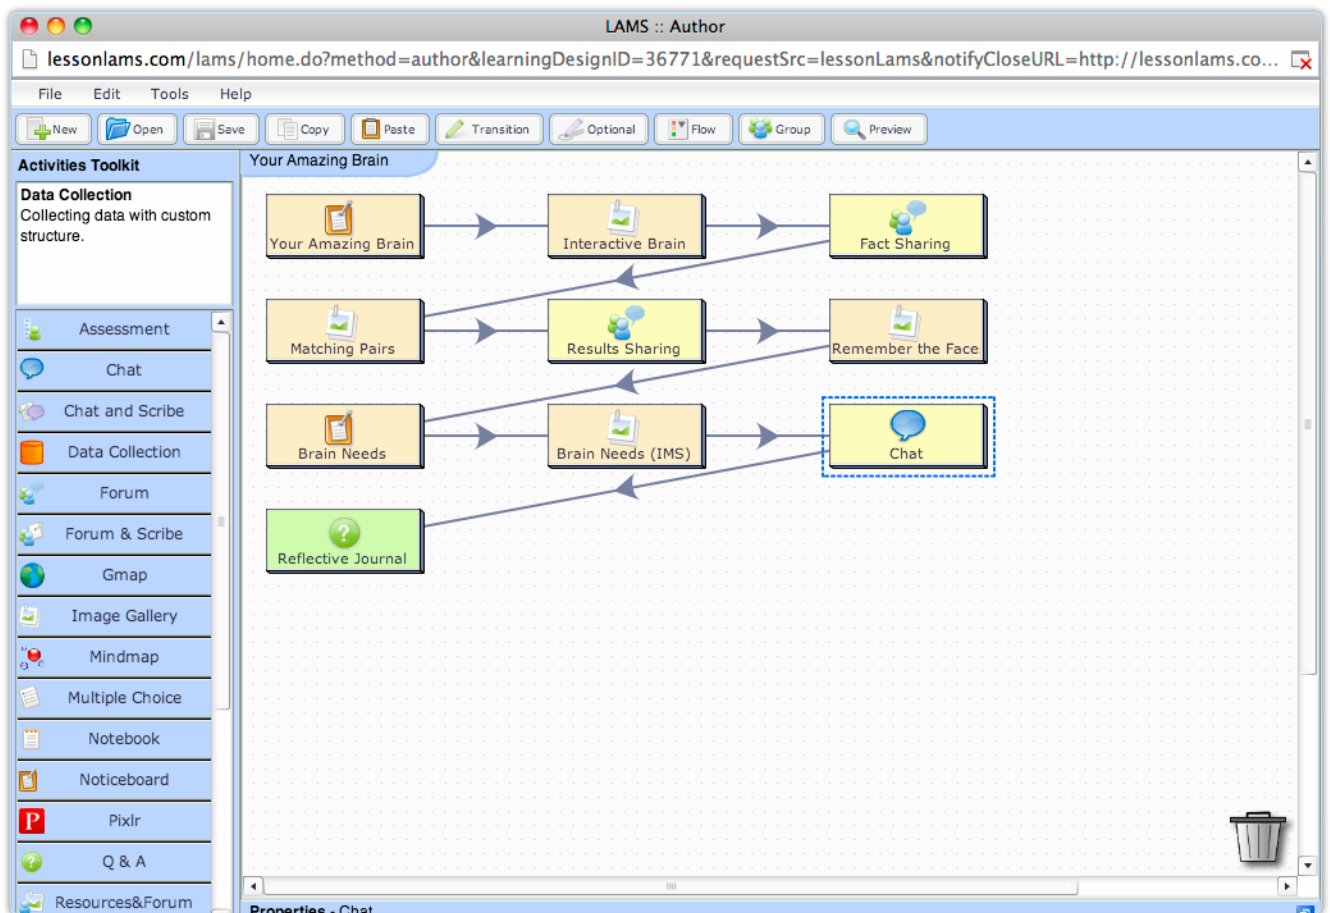 LAMS :: Author
lessonlams.com/lams/home.do?method=author&learningDesignID=36771&requestSrc=lessonLams&notifyCloseURL=http://lessonlams.co...
File Edit Tools Help
New Open Save Copy Paste Transition Optional Flow Group Preview
Activities Toolkit
Data Collection
Collecting data with custom
structure.
Assessment
Chat
Chat and Scribe
Data Collection
Forum
Forum & Scribe
Gmap
Image Gallery
Mindmap
Multiple Choice
Notebook
Noticeboard
P Pixlr
? Q & A
Resources&Forum
Your Amazing Brain
Your Amazing Brain
Interactive Brain
Fact Sharing
Matching Pairs
Results Sharing
Remember the Face
Brain Needs
Brain Needs (IMS)
Chat
?
Reflective Journal
Properties - Chat